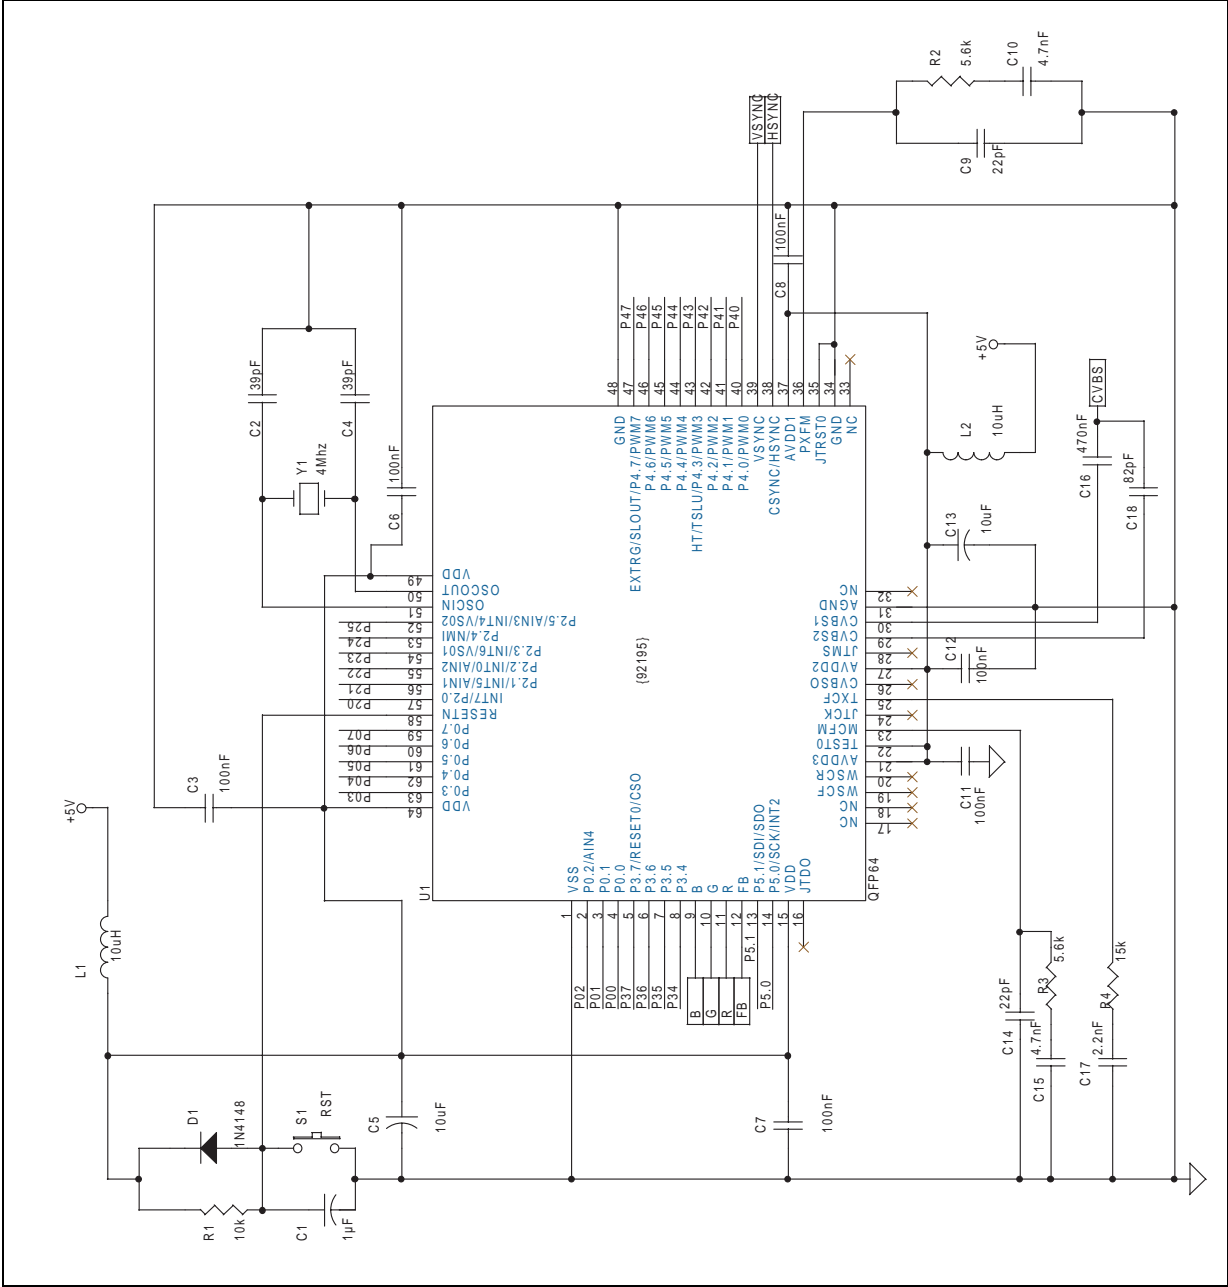 R2
5.6k
C10
4.7nF
C9
22pF
VSYNC
HSYNC
C8
100nF
C2
39pF
C4
39pF
Y1
4Mhz
C6
100nF
P47
P46
P45
P44
P43
P42
P41
P40
48
47
46
45
44
43
42
41
40
39
38
37
36
35
34
33
GND
EXTRG/SLOUT/P4.7/PWM7
P4.6/PWM6
P4.5/PWM5
P4.4/PWM4
HT/TSLU/P4.3/PWM3
P4.2/PWM2
P4.1/PWM1
P4.0/PWM0
VSYNC
CSYNC/HSYNC
AVDD1
PXFM
JTRST0
GND
NC
+5V
L2
10uH
CVBS
C16
470nF
C18
82pF
C13
10uF
C12
100nF
C11
100nF
P25
P24
P23
P22
P21
P20
P07
P06
P05
P04
P03
49
50
51
52
53
54
55
56
57
58
59
60
61
62
63
64
VDD
OSCOUT
OSCIN
P2.5/AIN3/INT4/VS02
P2.4/NMI
P2.3/INT6/VS01
P2.2/INT0/AIN2
P2.1/INT5/AIN1
INT7/P2.0
RESETN
P0.7
P0.6
P0.5
P0.4
P0.3
VDD
{92195}
NC
AGND
CVBS1
CVBS2
JTMS
AVDD2
CVBSO
TXCF
JTCK
MCFM
TEST0
AVDD3
WSCR
WSCF
NC
NC
32
31
30
29
28
27
26
25
24
23
22
21
20
19
18
17
C3
100nF
+5V
L1
10uH
U1
QFP64
VSS
P0.2/AIN4
P0.1
P0.0
P3.7/RESET0/CSO
P3.6
P3.5
P3.4
B
G
R
FB
P5.1/SDI/SDO
P5.0/SCK/INT2
VDD
JTDO
1
2
3
4
5
6
7
8
9
10
11
12
13
14
15
16
P02
P01
P00
P37
P36
P35
P34
B
G
R
FB
P5.1
P5.0
C14
22pF
R3
5.6k
C15
4.7nF
R4
15k
C17
2.2nF
D1
1N4148
S1
RST
R1
10k
C1
1µF
C5
10uF
C7
100nF